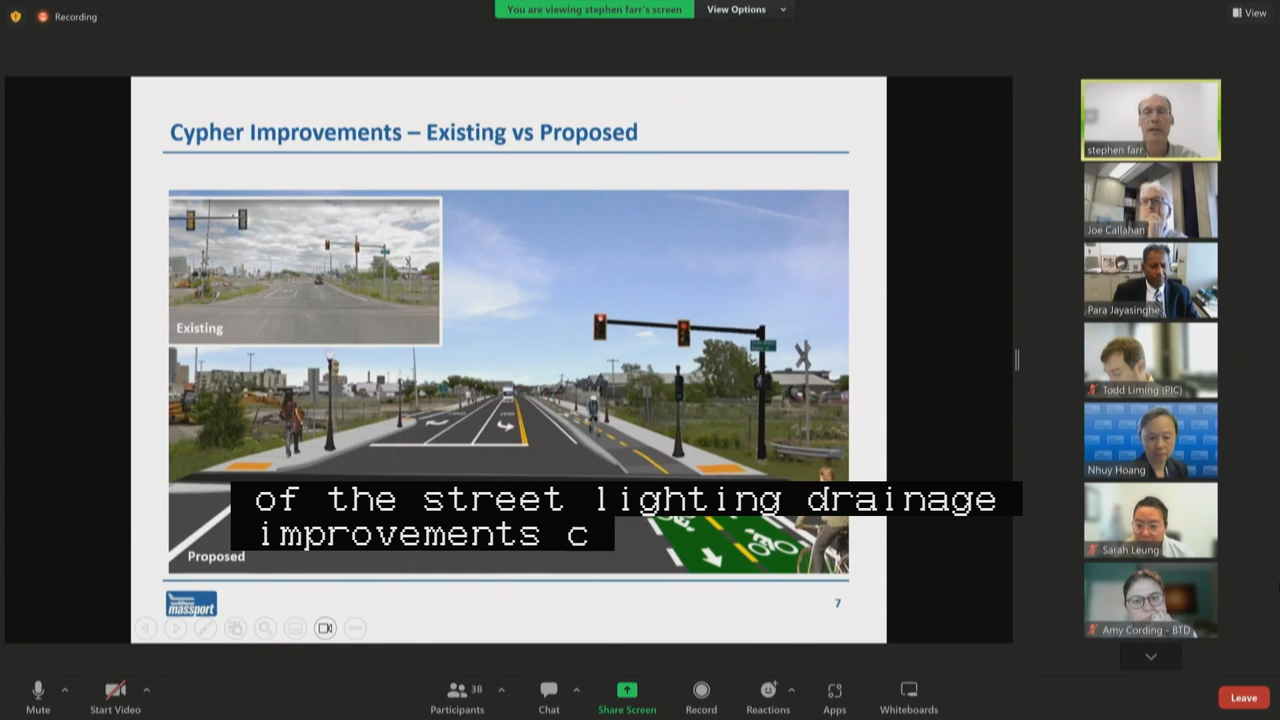 Recording
You are viewing stephen farr's screen
View Options
View
Cypher Improvements – Existing vs Proposed
Existing
Proposed
of the street lighting drainage
improvements c
massport
7
stephen farr
Joe Callahan
Para Jayasinghe
Todd Liming (PIC)
Nhuy Hoang
Sarah Leung
Amy Cording - BTD
Mute
Start Video
Participants
38
Chat
Share Screen
Record
Reactions
Apps
Whiteboards
Leave